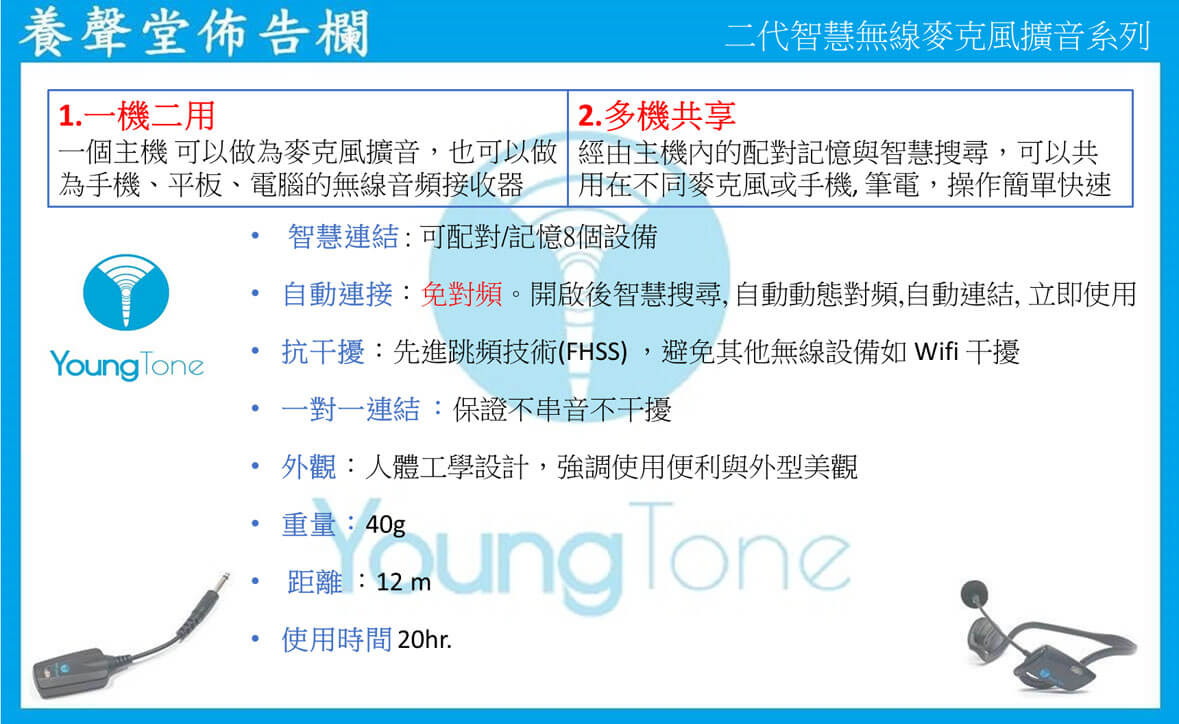 養聲堂佈告欄
二代智慧無線麥克風擴音系列
1.一機二用
一個主機 可以做為麥克風擴音,也可以做
為手機、平板、電腦的無線音頻接收器
2.多機共享
經由主機內的配對記憶與智慧搜尋,可以共
用在不同麥克風或手機, 筆電,操作簡單快速
• 智慧連結 : 可配對/記憶8個設備
• 自動連接:免對頻。開啟後智慧搜尋, 自動動態對頻,自動連結, 立即使用
• 抗干擾:先進跳頻技術(FHSS) ,避免其他無線設備如 Wifi 干擾
• 一對一連結:保證不串音不干擾
• 外觀:人體工學設計,強調使用便利與外型美觀
• 重量:40g
• 距離 :12 m
• 使用時間 20hr.
YoungTone
YoungTone